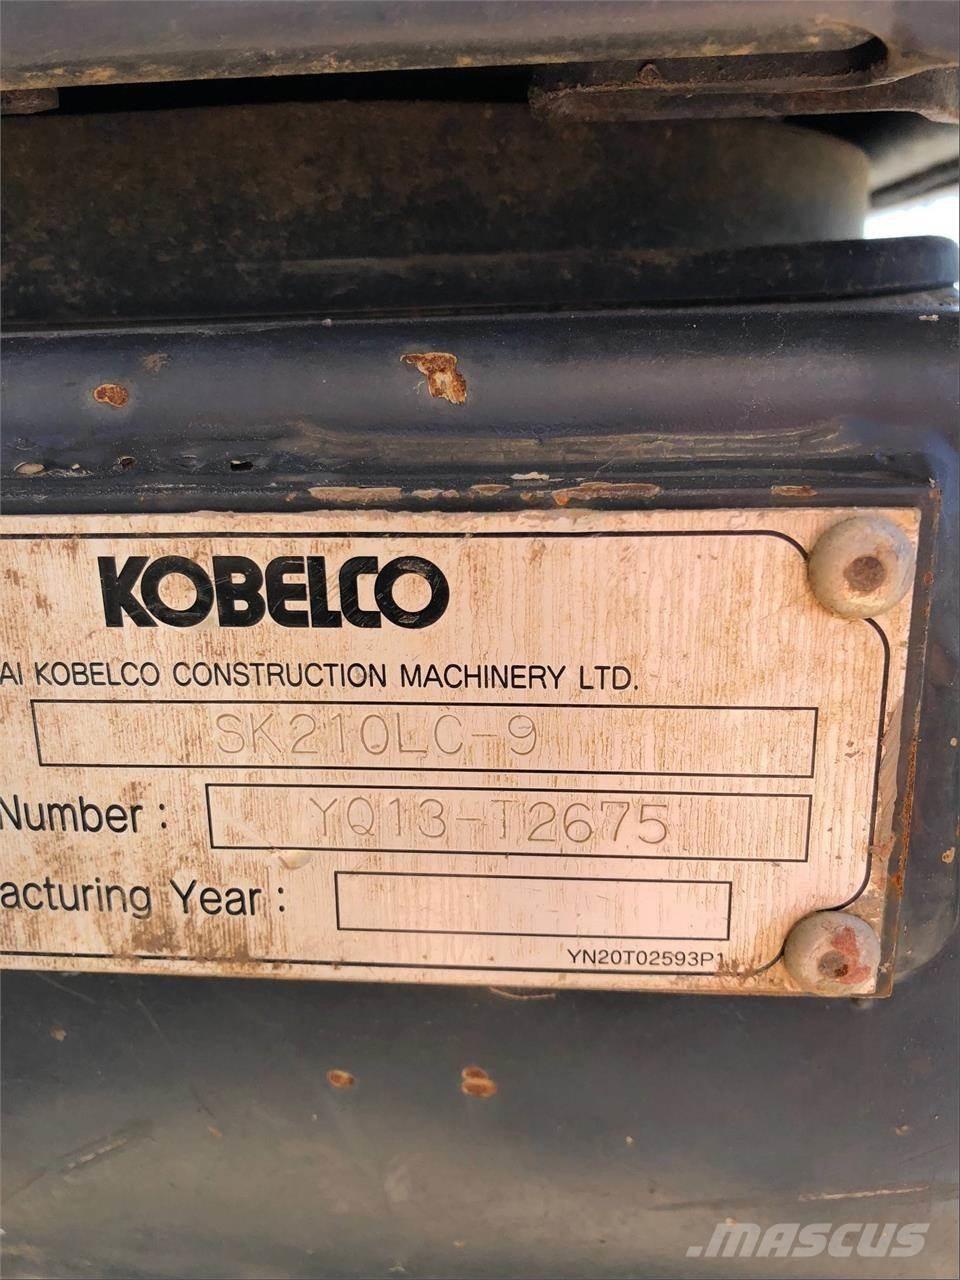 KOBELCO
AI KOBELCO CONSTRUCTION MACHINERY LTD.
SK210LC-9
Number : YQ13-T2675
acturing Year :
YN20T02593P1
MASCUS